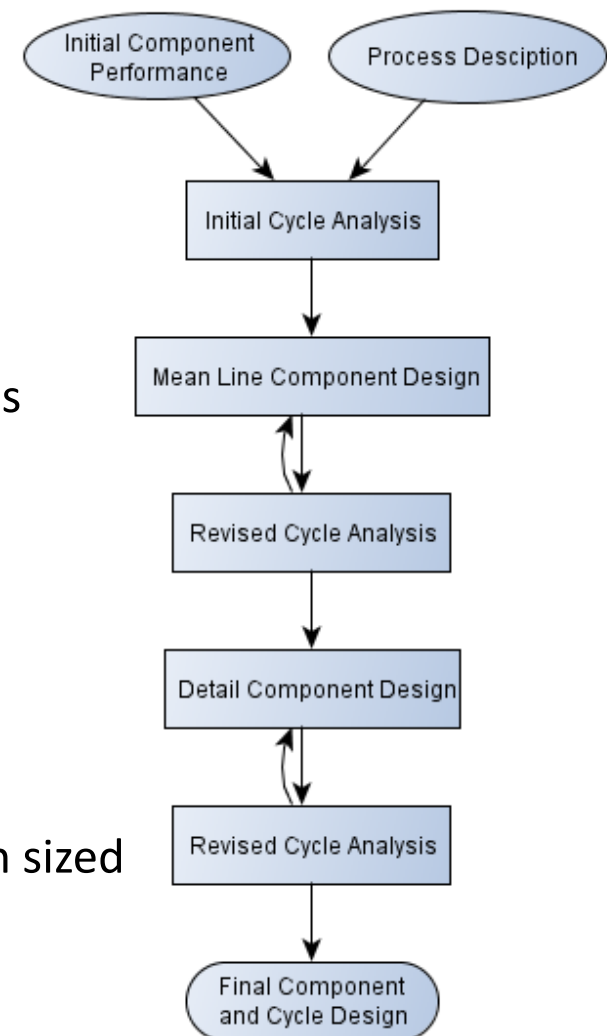 Initial Component
Performance
Process Desciption
Initial Cycle Analysis
Mean Line Component Design
s
Revised Cycle Analysis
Detail Component Design
Revised Cycle Analysis
n sized
Final Component
and Cycle Design